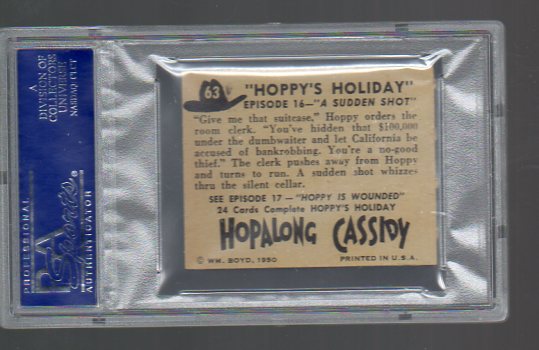 A
DIVISION OF
COLLECTORS
UNIVERSE
NASDAQ: CLCT
PROFESSIONAL
PSA
Sports®
AUTHENTICATOR
63
"HOPPY'S HOLIDAY"
EPISODE 16—"A SUDDEN SHOT"
"Give me that suitcase," Hoppy orders the
room clerk. "You've hidden that $100,000
under the dumbwaiter and let California be
accused of bankrobbing. You're a no-good
thief." The clerk pushes away from Hoppy
and turns to run. A sudden shot whizzes
thru the silent cellar.
SEE EPISODE 17—"HOPPY IS WOUNDED"
24 Cards Complete HOPPY'S HOLIDAY
HOPALONG CASSIDY
© WM. BOYD, 1950 PRINTED IN U.S.A.